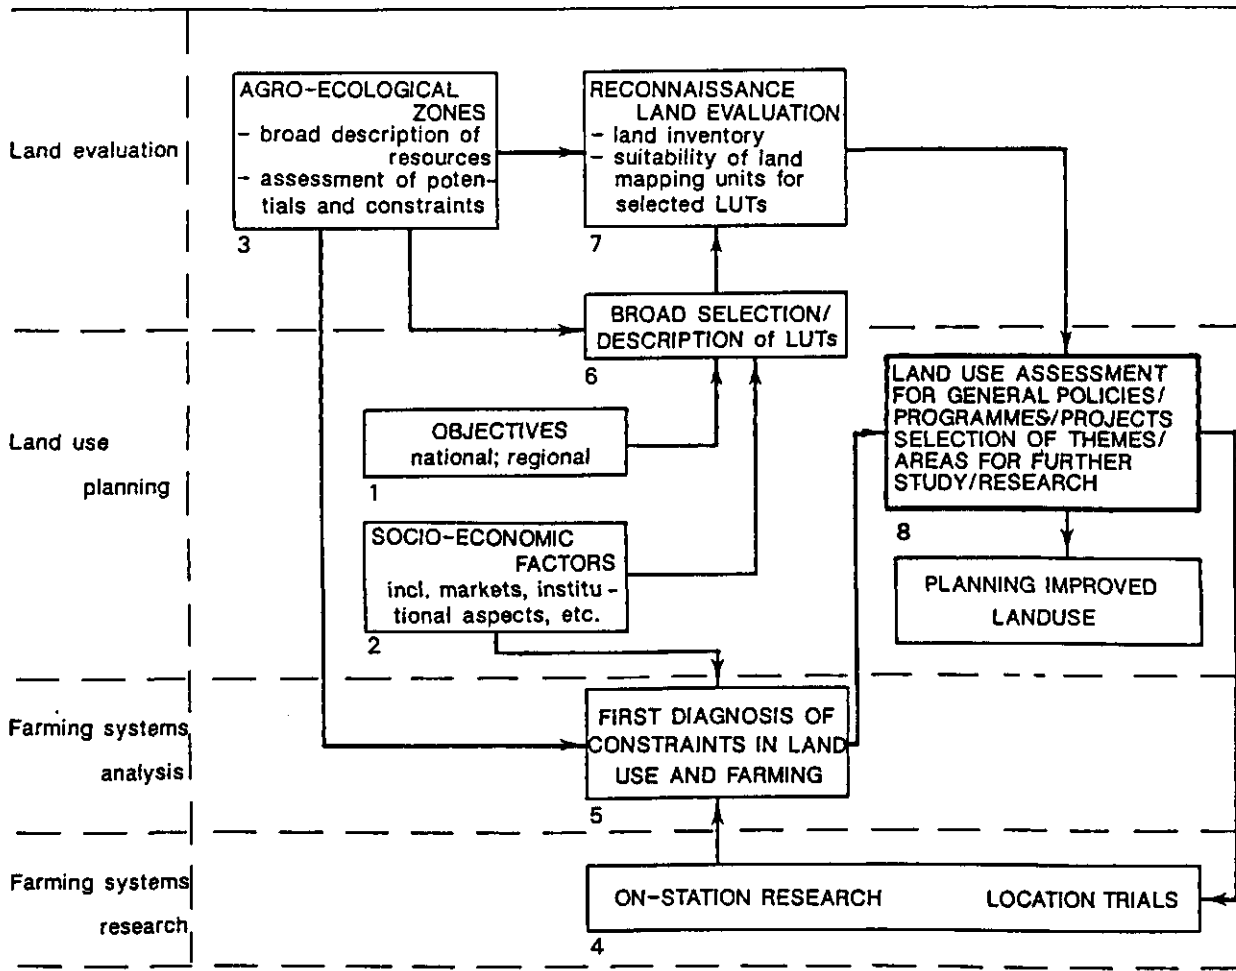 Land evaluation
AGRO-ECOLOGICAL
ZONES
- broad description of
resources
- assessment of poten-
tials and constraints
3
RECONNAISSANCE
LAND EVALUATION
- land inventory
- suitability of land
mapping units for
selected LUTs
7
BROAD SELECTION/
DESCRIPTION of LUTs
6
Land use
planning
OBJECTIVES
national; regional
1
SOCIO-ECONOMIC
FACTORS
incl. markets, institu-
tional aspects, etc.
2
LAND USE ASSESSMENT
FOR GENERAL POLICIES/
PROGRAMMES/PROJECTS
SELECTION OF THEMES/
AREAS FOR FURTHER
STUDY/RESEARCH
8
PLANNING IMPROVED
LANDUSE
Farming systems
analysis
FIRST DIAGNOSIS OF
CONSTRAINTS IN LAND
USE AND FARMING
5
Farming systems
research
ON-STATION RESEARCH
LOCATION TRIALS
4